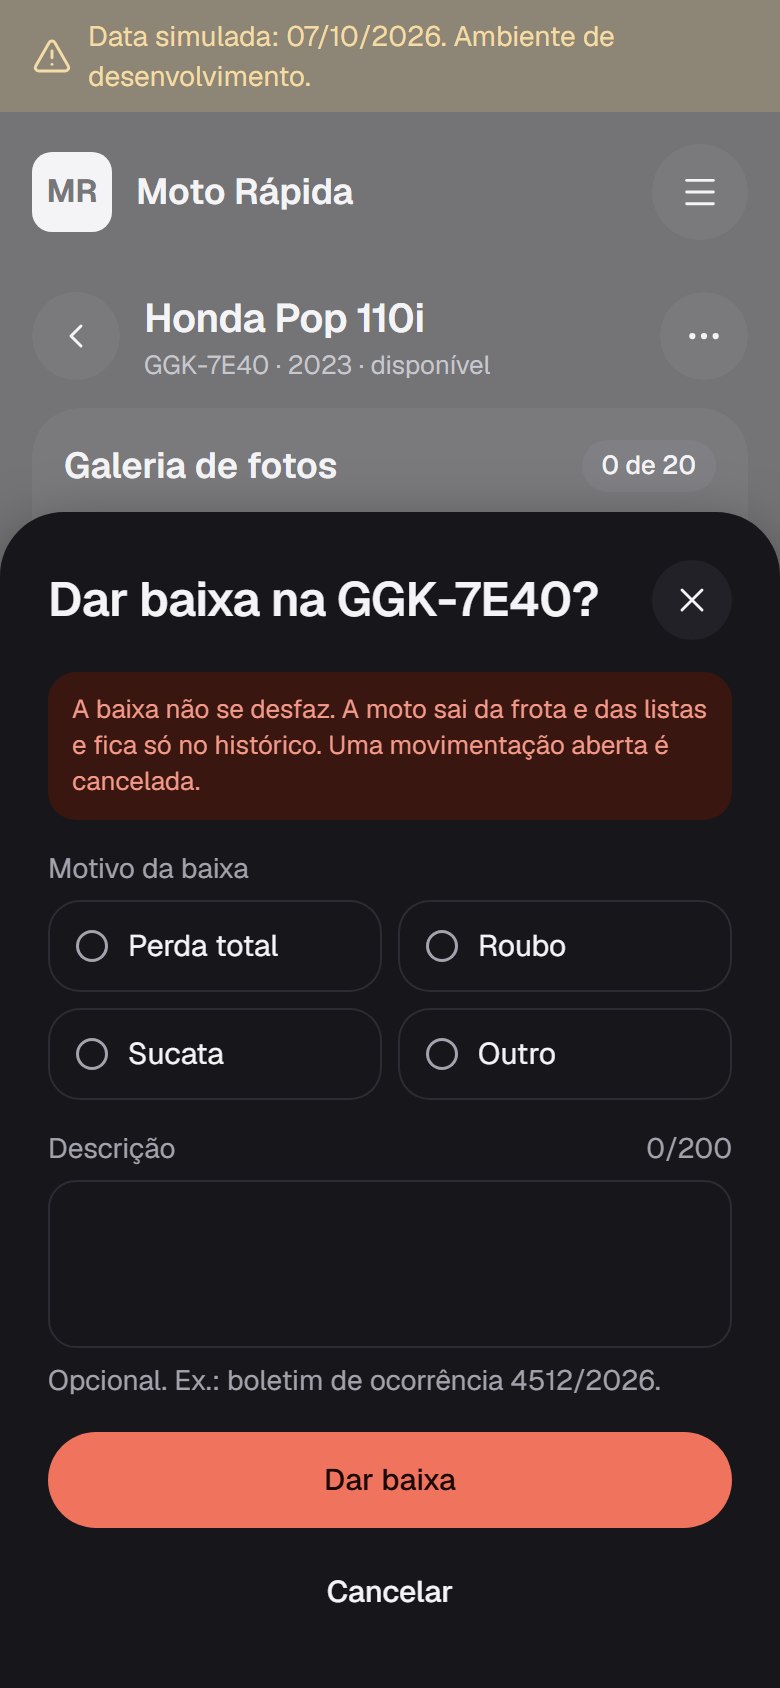 Data simulada: 07/10/2026. Ambiente de
desenvolvimento.
MR
Moto Rápida
Honda Pop 110i
GGK-7E40 · 2023 · disponível
Galeria de fotos
0 de 20
Dar baixa na GGK-7E40?
A baixa não se desfaz. A moto sai da frota e das listas
e fica só no histórico. Uma movimentação aberta é
cancelada.
Motivo da baixa
Perda total
Roubo
Sucata
Outro
Descrição
0/200
Opcional. Ex.: boletim de ocorrência 4512/2026.
Dar baixa
Cancelar